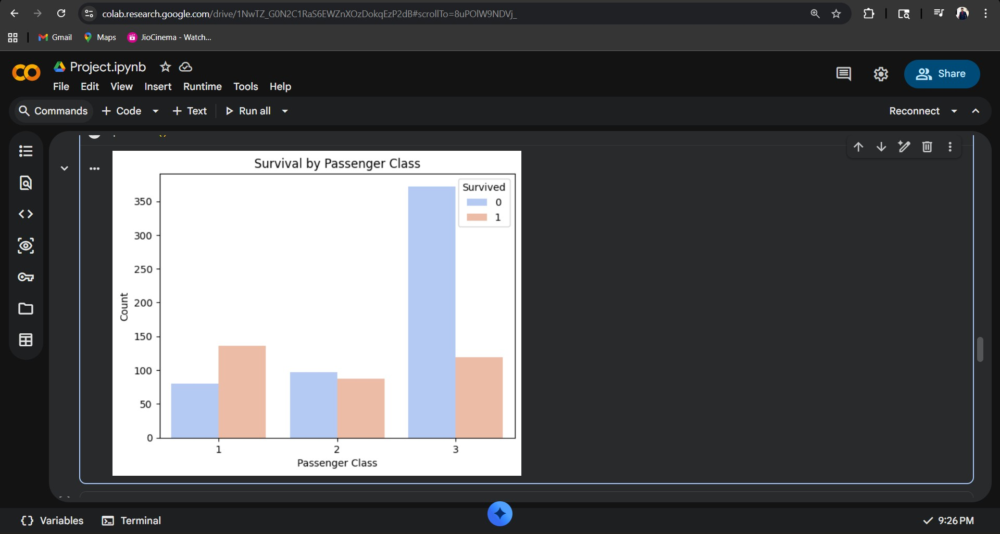 colab.research.google.com/drive/1NwTZ_G0N2C1RaS6EWZnXOzDokqEzP2dB#scrollTo=8uPOlW9NDVj_
Gmail Maps JioCinema - Watch...
Project.ipynb
File Edit View Insert Runtime Tools Help
Share
Commands + Code + Text Run all
Reconnect
Survival by Passenger Class
Survived
0
1
350
300
250
200
150
100
50
0
Count
1 2 3
Passenger Class
Variables Terminal
9:26 PM